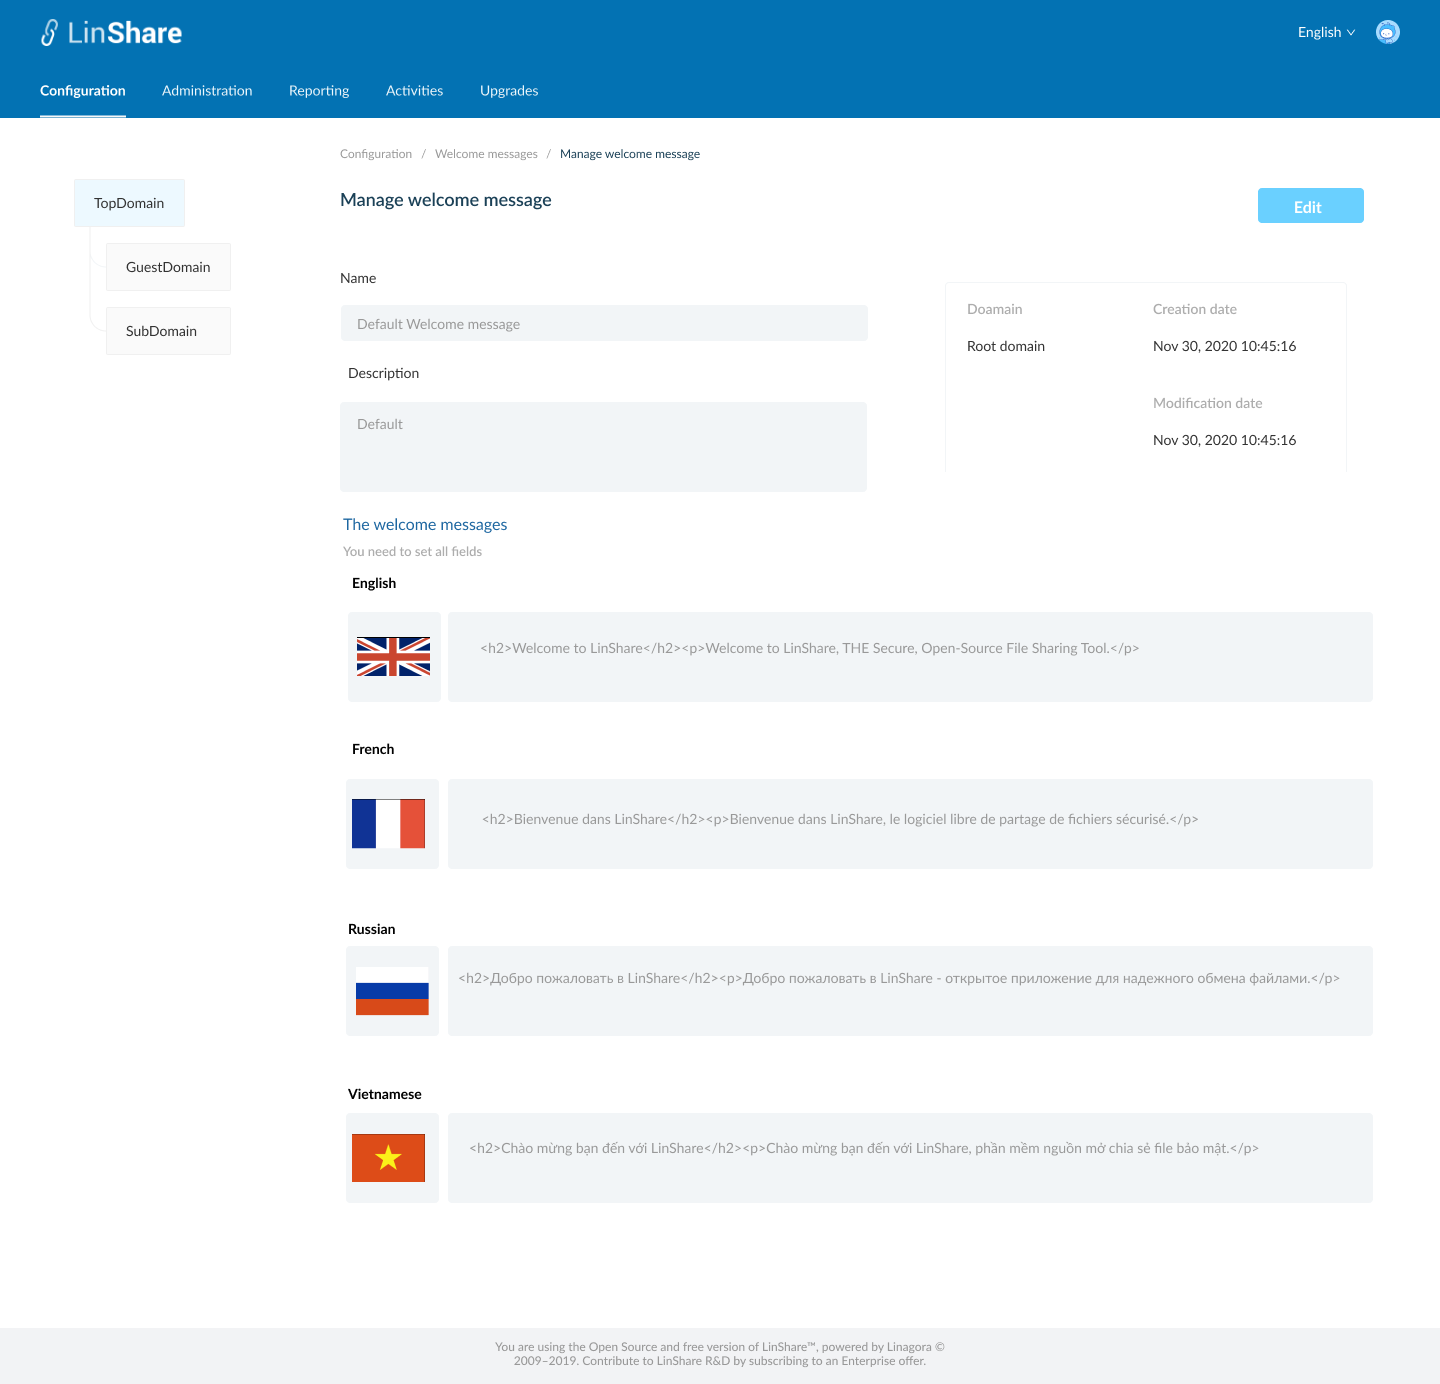 LinShare
English
Configuration Administration Reporting Activities Upgrades
Configuration / Welcome messages / Manage welcome message
TopDomain
GuestDomain
SubDomain
Manage welcome message
Edit
Name
Default Welcome message
Description
Default
Doamain Creation date
Root domain Nov 30, 2020 10:45:16
Modification date
Nov 30, 2020 10:45:16
The welcome messages
You need to set all fields
English
<h2>Welcome to LinShare</h2><p>Welcome to LinShare, THE Secure, Open-Source File Sharing Tool.</p>
French
<h2>Bienvenue dans LinShare</h2><p>Bienvenue dans LinShare, le logiciel libre de partage de fichiers sécurisé.</p>
Russian
<h2>Добро пожаловать в LinShare</h2><p>Добро пожаловать в LinShare - открытое приложение для надежного обмена файлами.</p>
Vietnamese
<h2>Chào mừng bạn đến với LinShare</h2><p>Chào mừng bạn đến với LinShare, phần mềm nguồn mở chia sẻ file bảo mật.</p>
You are using the Open Source and free version of LinShare™, powered by Linagora ©
2009–2019. Contribute to LinShare R&D by subscribing to an Enterprise offer.